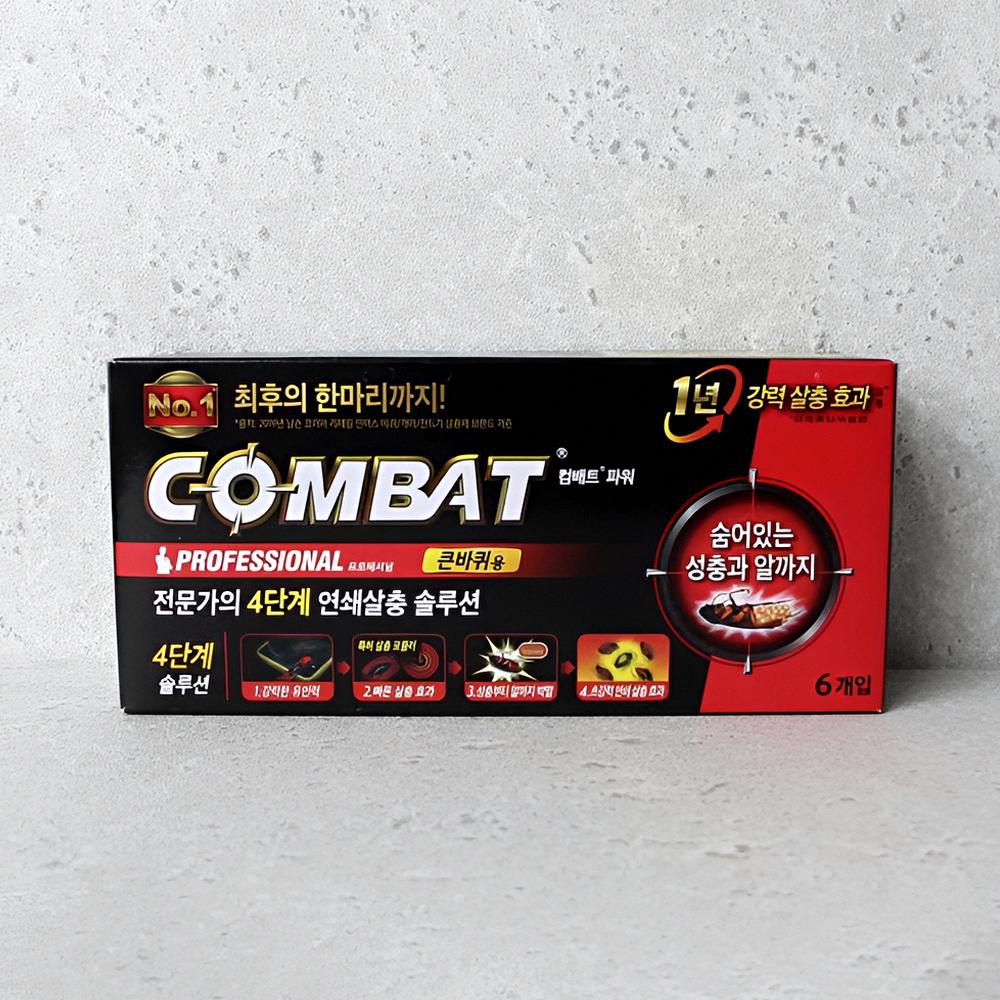 No.1 최후의 한마리까지!
1년 강력 살충 효과
COMBAT® 컴배트® 파워
PROFESSIONAL 프로페셔널 큰바퀴용
전문가의 4단계 연쇄살충 솔루션
숨어있는
성충과 알까지
4단계
솔루션
1.강력한 유인력
2.빠른 살충 효과
6개입